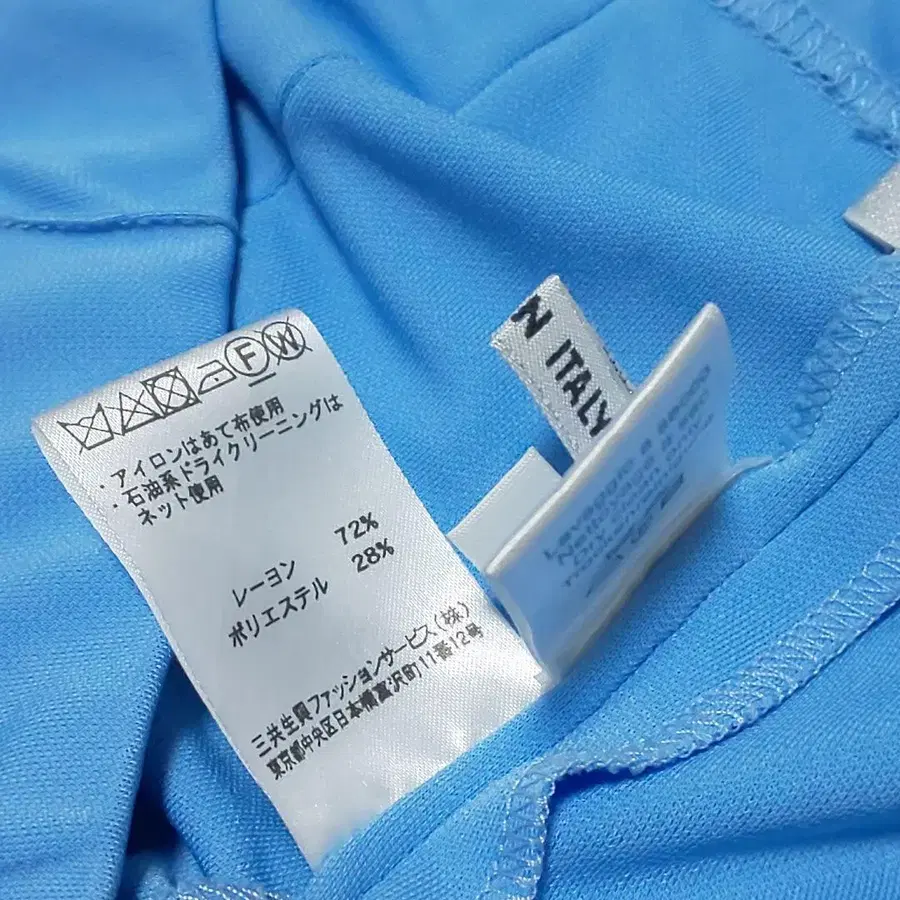 F W
・アイロンはあて布使用
・石油系ドライクリーニングは
ネット使用
レーヨン 72%
ポリエステル 28%
三共生興ファッションサービス(株)
東京都中央区日本橋富沢町11番12号
N ITALY
Lavaggio a secco